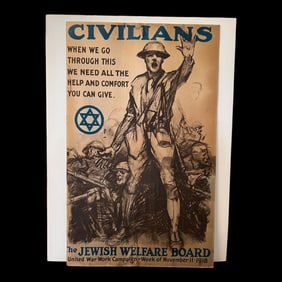 CIVILIANS
WHEN WE GO
THROUGH THIS
WE NEED ALL THE
HELP AND COMFORT
YOU CAN GIVE.
The JEWISH WELFARE BOARD
United War Work Campaign - Week of November 11-1918